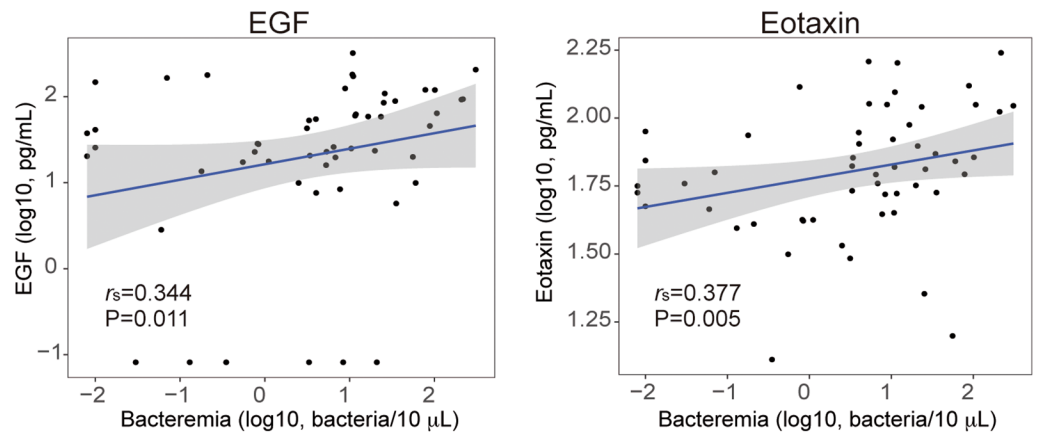 EGF
EGF (log10, pg/mL)
2
1
0
−1
rs=0.344
P=0.011
−2
−1
0
1
2
Bacteremia (log10, bacteria/10 μL)
Eotaxin
Eotaxin (log10, pg/mL)
2.25
2.00
1.75
1.50
1.25
rs=0.377
P=0.005
−2
−1
0
1
2
Bacteremia (log10, bacteria/10 μL)